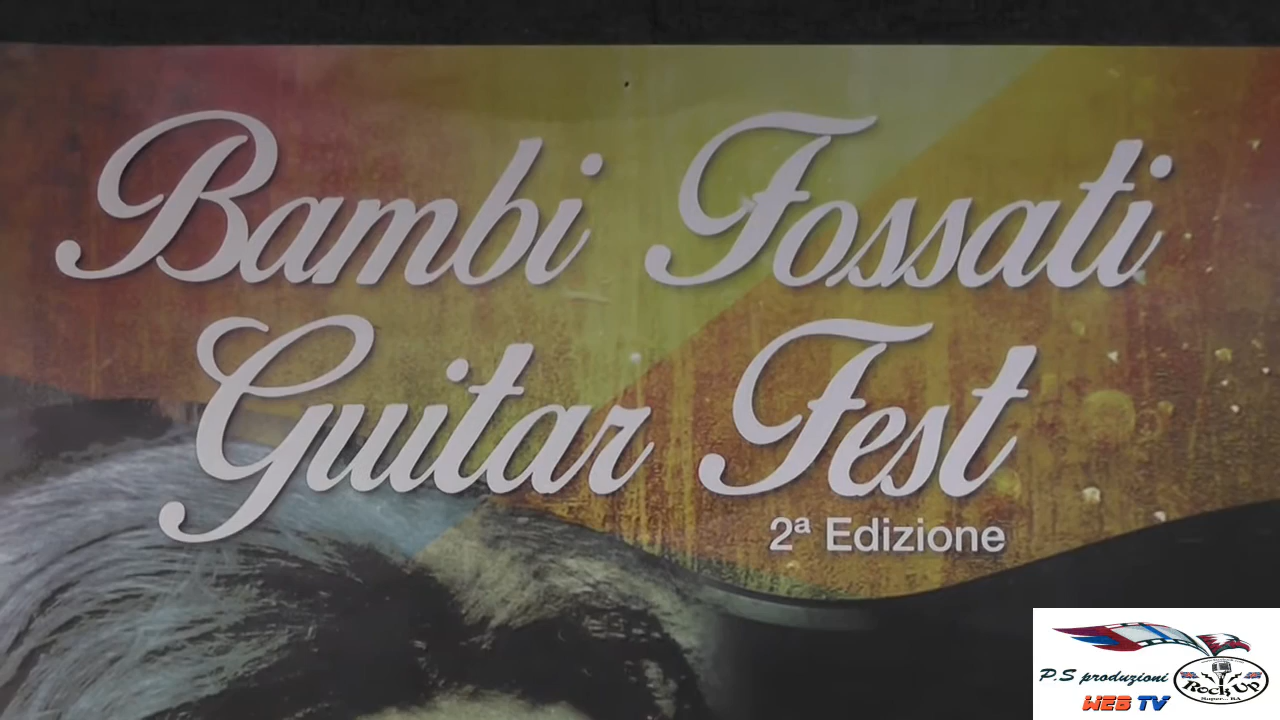 Bambi Fossati
Guitar Fest
2ª Edizione
P.S produzioni
WEB TV
Rock Up